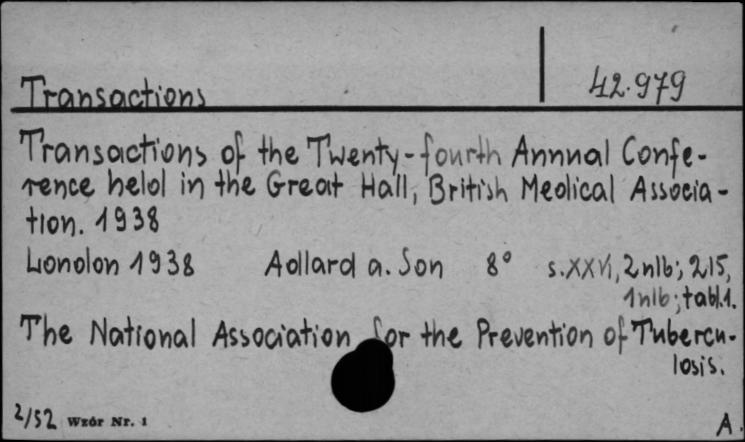 Transactions 42.979
Transactions of the Twenty-fourth Annual Confe-
rence held in the Great Hall, British Medical Associa-
tion. 1938
London 1938 Adlard a. Son 8° s.XXVI, 2nlb; 215,
1nlb; tabl.1.
The National Association for the Prevention of Tubercu-
losis.
2/52 Wzór Nr. 1 A.